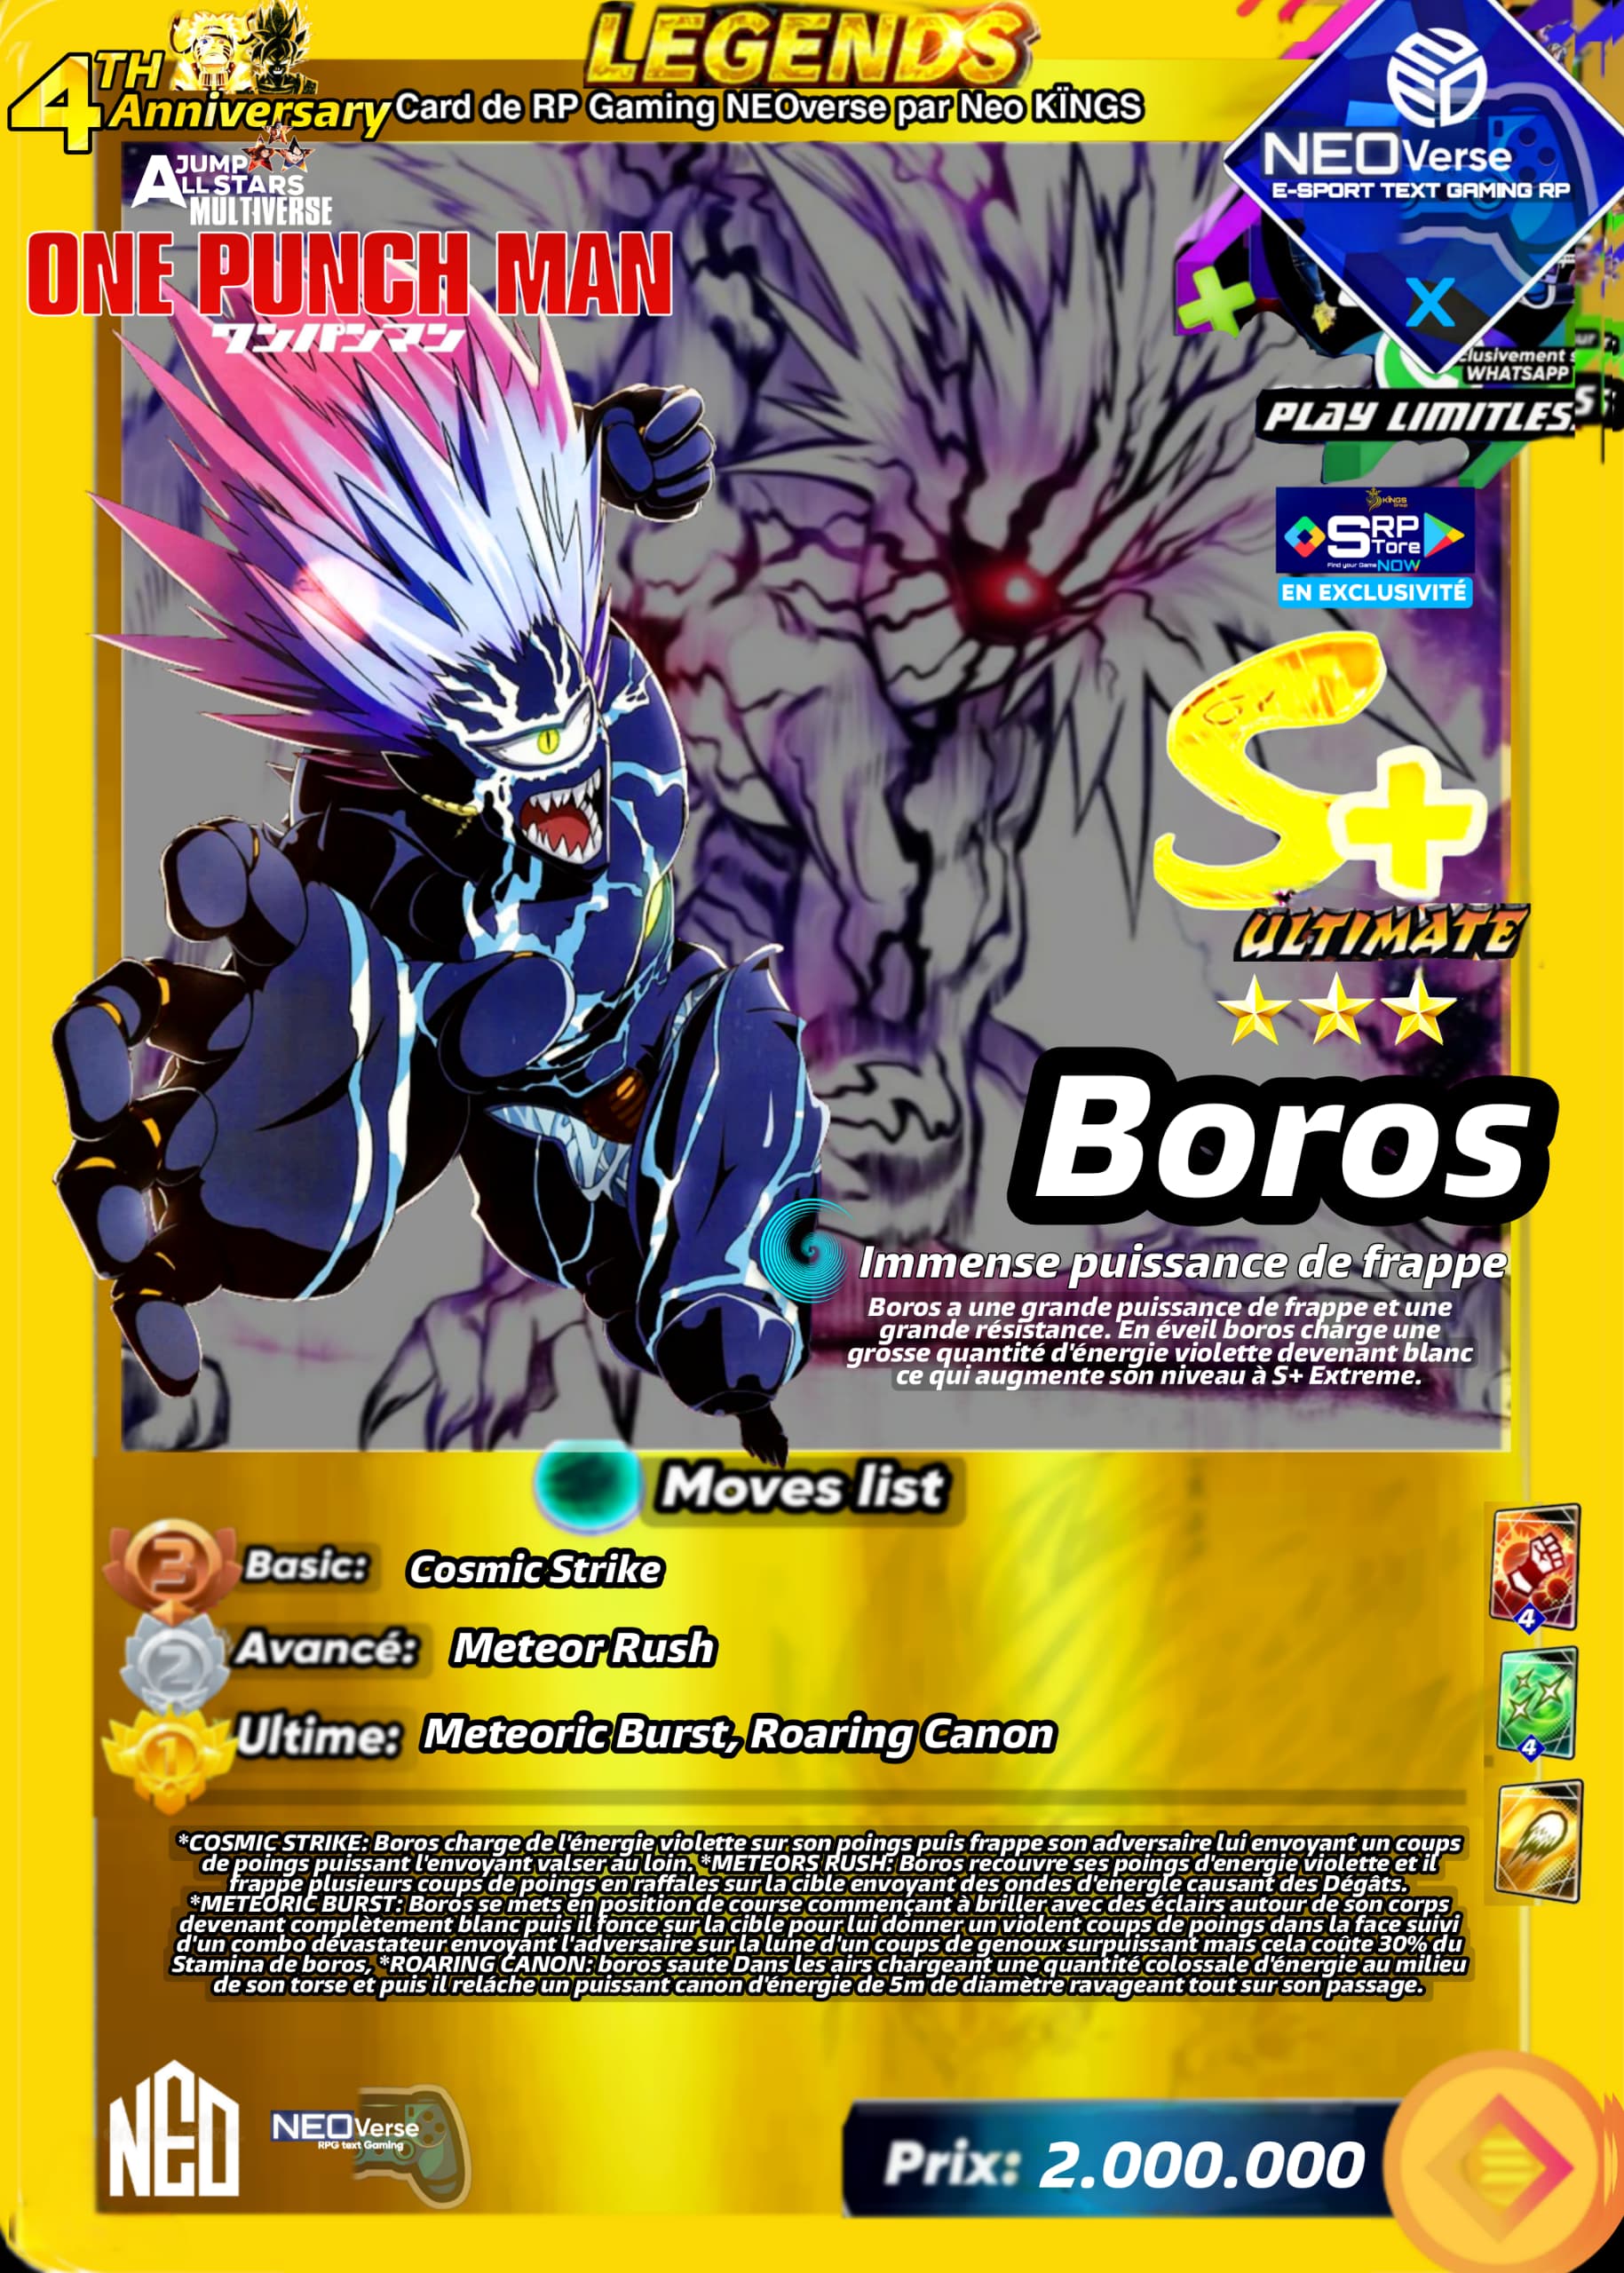 LEGENDS
4TH
Anniversary
Card de RP Gaming NEOverse par Neo KÏNGS
JUMP
ALL STARS
MULTIVERSE
NEOVerse
E-SPORT TEXT GAMING RP
X
ONE PUNCH MAN
ワンパンマン
clusivement s
WHATSAPP
PLAY LIMITLES
KÏNGS
SRP
Tore
Find your Game NOW
EN EXCLUSIVITÉ
S+
ULTIMATE
Boros
Immense puissance de frappe
Boros a une grande puissance de frappe et une
grande résistance. En éveil boros charge une
grosse quantité d'énergie violette devenant blanc
ce qui augmente son niveau à S+ Extreme.
Moves list
3 Basic: Cosmic Strike
4
2 Avancé: Meteor Rush
4
1 Ultime: Meteoric Burst, Roaring Canon
*COSMIC STRIKE: Boros charge de l'énergie violette sur son poings puis frappe son adversaire lui envoyant un coups
de poings puissant l'envoyant valser au loin. *METEORS RUSH: Boros recouvre ses poings d'energie violette et il
frappe plusieurs coups de poings en raffales sur la cible envoyant des ondes d'energie causant des Dégâts.
*METEORIC BURST: Boros se mets en position de course commençant à briller avec des éclairs autour de son corps
devenant complètement blanc puis il fonce sur la cible pour lui donner un violent coups de poings dans la face suivi
d'un combo dévastateur envoyant l'adversaire sur la lune d'un coups de genoux surpuissant mais cela coûte 30% du
Stamina de boros, *ROARING CANON: boros saute Dans les airs chargeant une quantité colossale d'énergie au milieu
de son torse et puis il relâche un puissant canon d'énergie de 5m de diamètre ravageant tout sur son passage.
NEO
NEOVerse
RPG text Gaming
Prix: 2.000.000